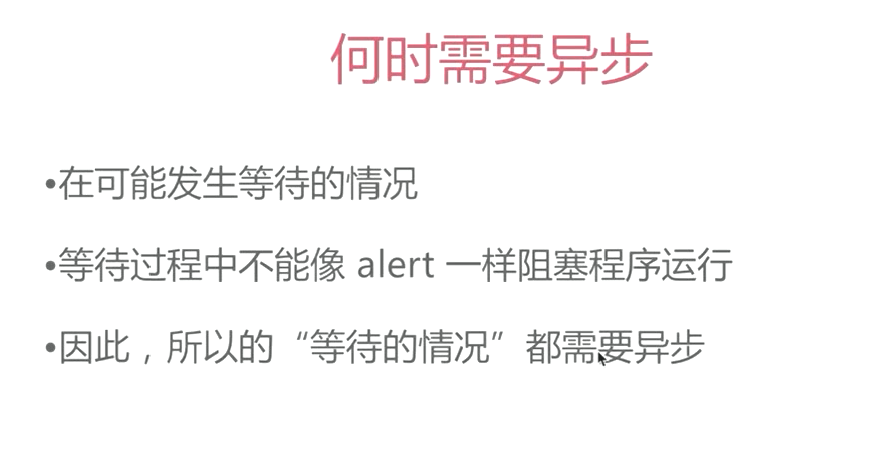 何时需要异步
•在可能发生等待的情况
•等待过程中不能像 alert 一样阻塞程序运行
•因此，所以的“等待的情况”都需要异步